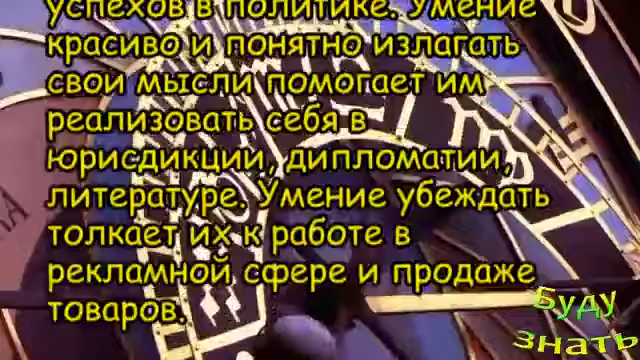 успехов в политике. Умение
красиво и понятно излагать
свои мысли помогает им
реализовать себя в
юрисдикции, дипломатии,
литературе. Умение убеждать
толкает их к работе в
рекламной сфере и продаже
товаров.
Буду
знать